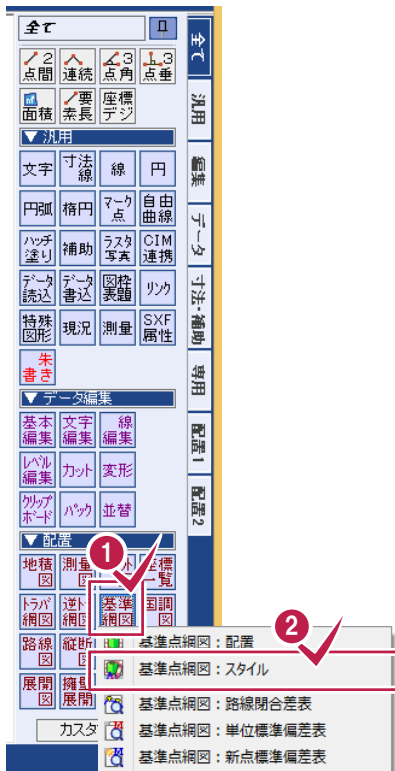 全て
2点間 連続 3点角 3点垂
面積 要素長 座標デジ
▼ 汎用
文字 寸法線 線 円
円弧 楕円 マーク点 自由曲線
ハッチ塗り 補助 ラスタ写真 CIM連携
データ読込 データ書込 図枠表題 リンク
特殊図形 現況 測量 SXF属性
朱書き
▼ データ編集
基本編集 文字編集 線編集
レベル編集 カット 変形
クリップボード パック 並替
▼ 配置
1
地積図 測量図 座標一覧
トラバ網図 逆ト網図 基準網図 国調図
2
路線図 縦断図
展開図 擁壁展開
カスタ
基準点網図：配置
基準点網図：スタイル
基準点網図：路線閉合差表
基準点網図：単位標準偏差表
基準点網図：新点標準偏差表
全て
汎用
編集
データ
寸法・補助
専用
配置1
配置2